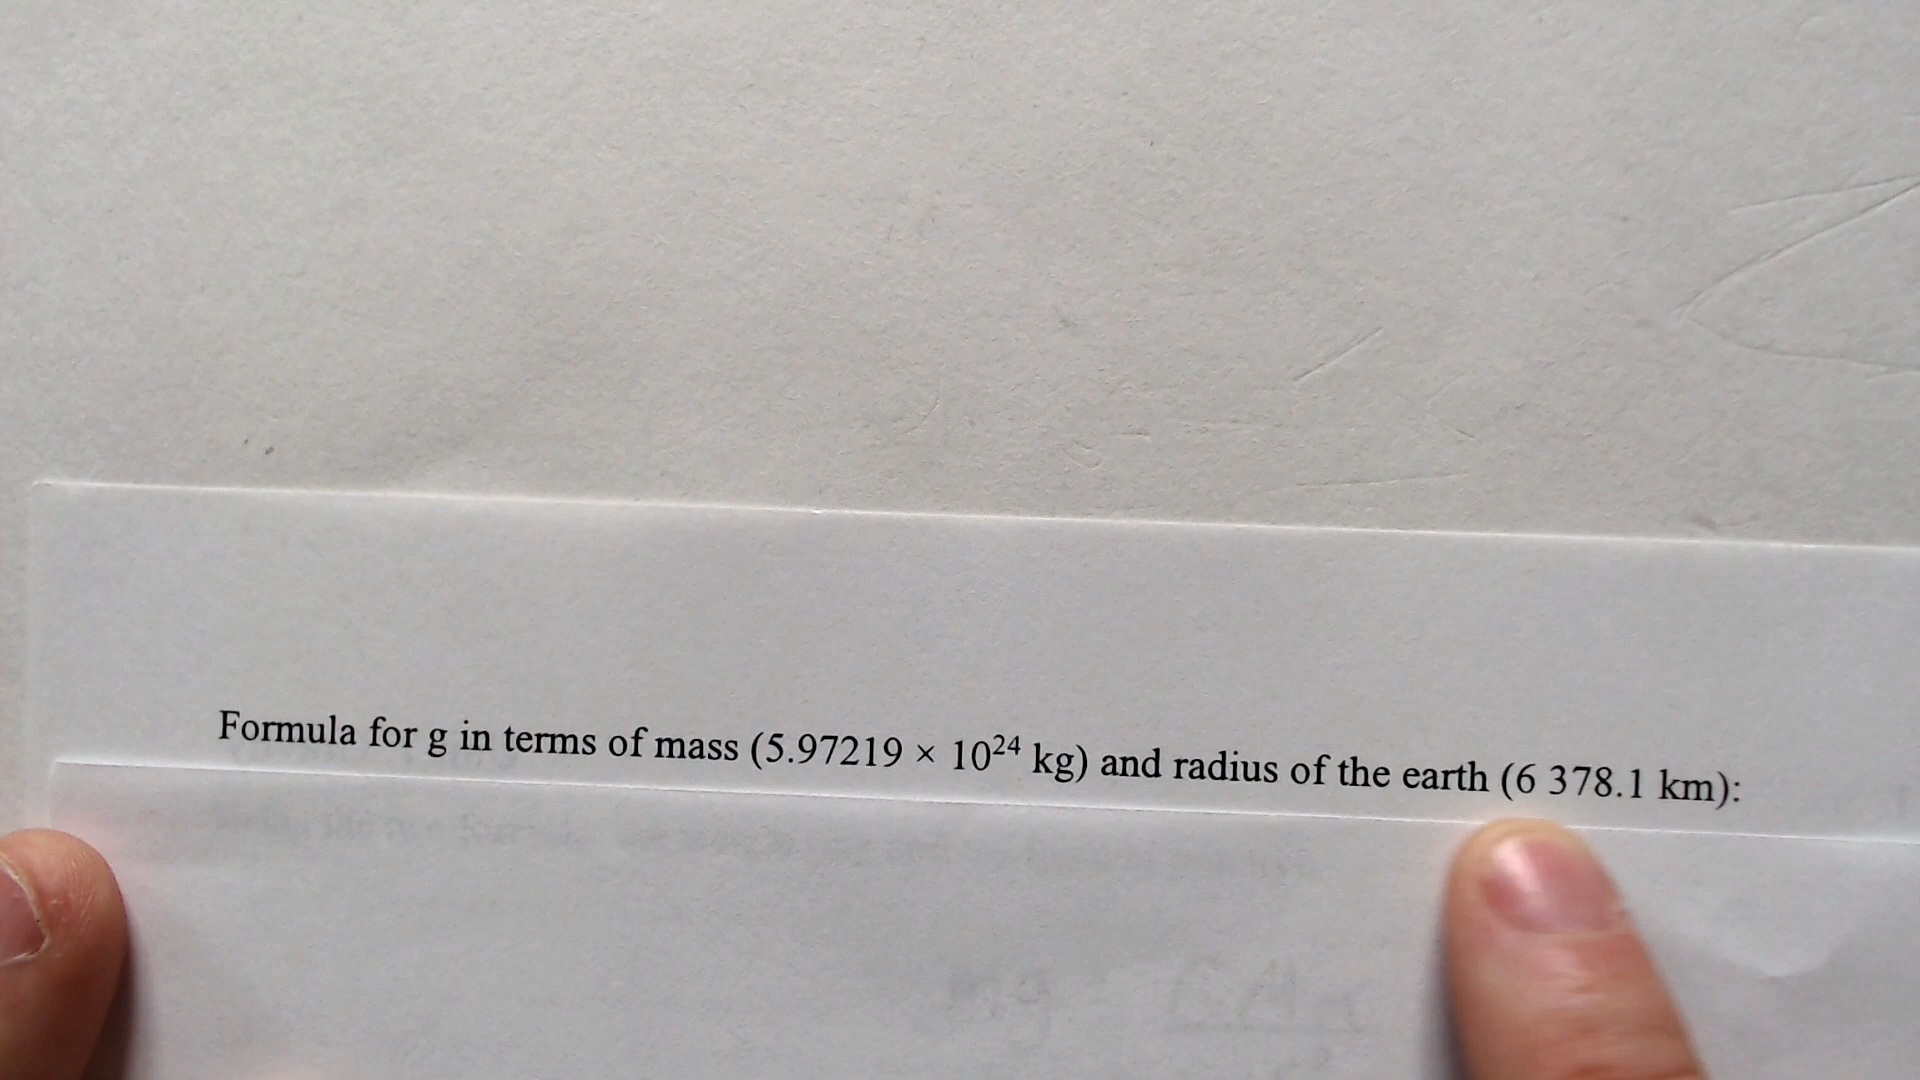 Formula for g in terms of mass (5.97219 × 10²⁴ kg) and radius of the earth (6 378.1 km):